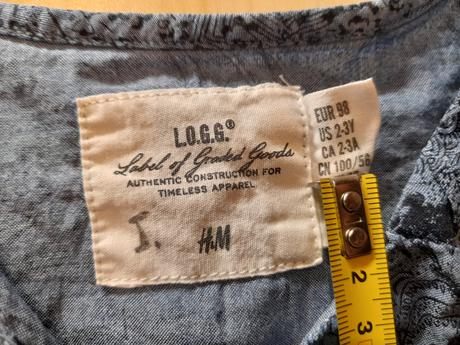 L.O.G.G.®
Label of Graded Goods
AUTHENTIC CONSTRUCTION FOR
TIMELESS APPAREL
J.
H&M
EUR 98
US 2-3Y
CA 2-3A
CN 100/56
2
3